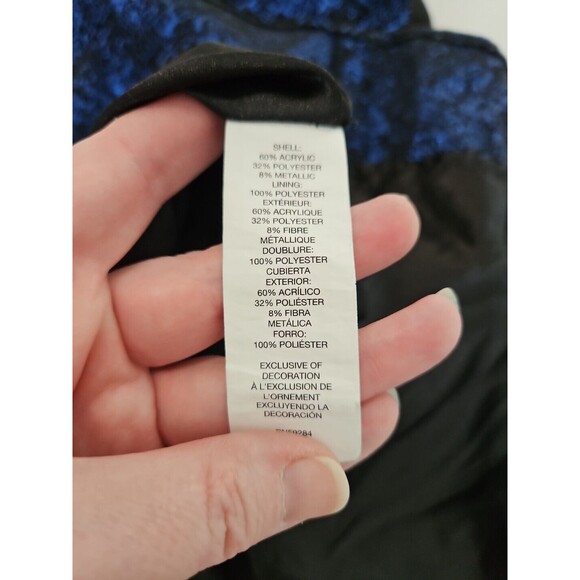 SHELL:
60% ACRYLIC
32% POLYESTER
8% METALLIC
LINING:
100% POLYESTER
EXTÉRIEUR:
60% ACRYLIQUE
32% POLYESTER
8% FIBRE
MÉTALLIQUE
DOUBLURE:
100% POLYESTER
CUBIERTA
EXTERIOR:
60% ACRÍLICO
32% POLIÉSTER
8% FIBRA
METÁLICA
FORRO:
100% POLIÉSTER
EXCLUSIVE OF
DECORATION
À L'EXCLUSION DE
L'ORNEMENT
EXCLUYENDO LA
DECORACIÓN